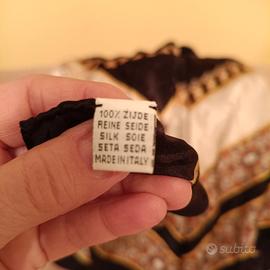 100% ZIJDE
REINE SEIDE
SILK SOIE
SETA SEDA
MADE IN ITALY
subito